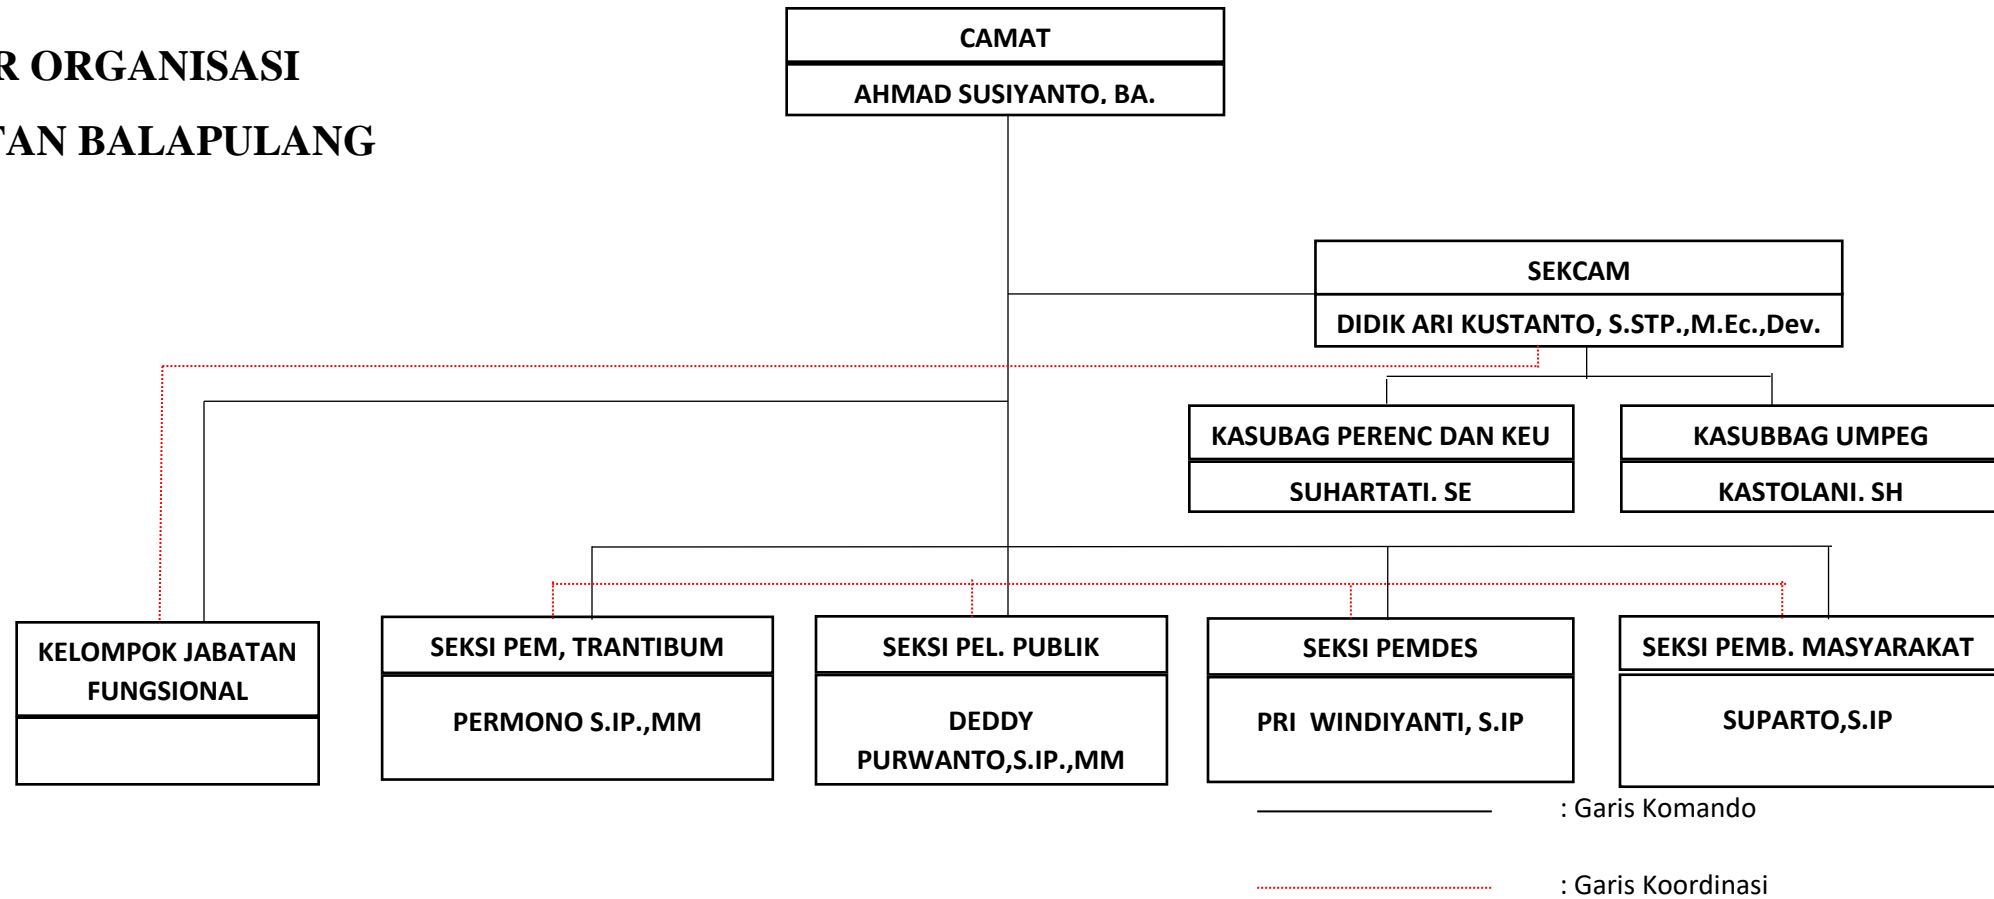 R ORGANISASI
TAN BALAPULANG
CAMAT
AHMAD SUSIYANTO, BA.
SEKCAM
DIDIK ARI KUSTANTO, S.STP.,M.Ec.,Dev.
KASUBAG PERENC DAN KEU
SUHARTATI. SE
KASUBBAG UMPEG
KASTOLANI. SH
KELOMPOK JABATAN
FUNGSIONAL
SEKSI PEM, TRANTIBUM
PERMONO S.IP.,MM
SEKSI PEL. PUBLIK
DEDDY
PURWANTO,S.IP.,MM
SEKSI PEMDES
PRI WINDIYANTI, S.IP
SEKSI PEMB. MASYARAKAT
SUPARTO,S.IP
: Garis Komando
: Garis Koordinasi